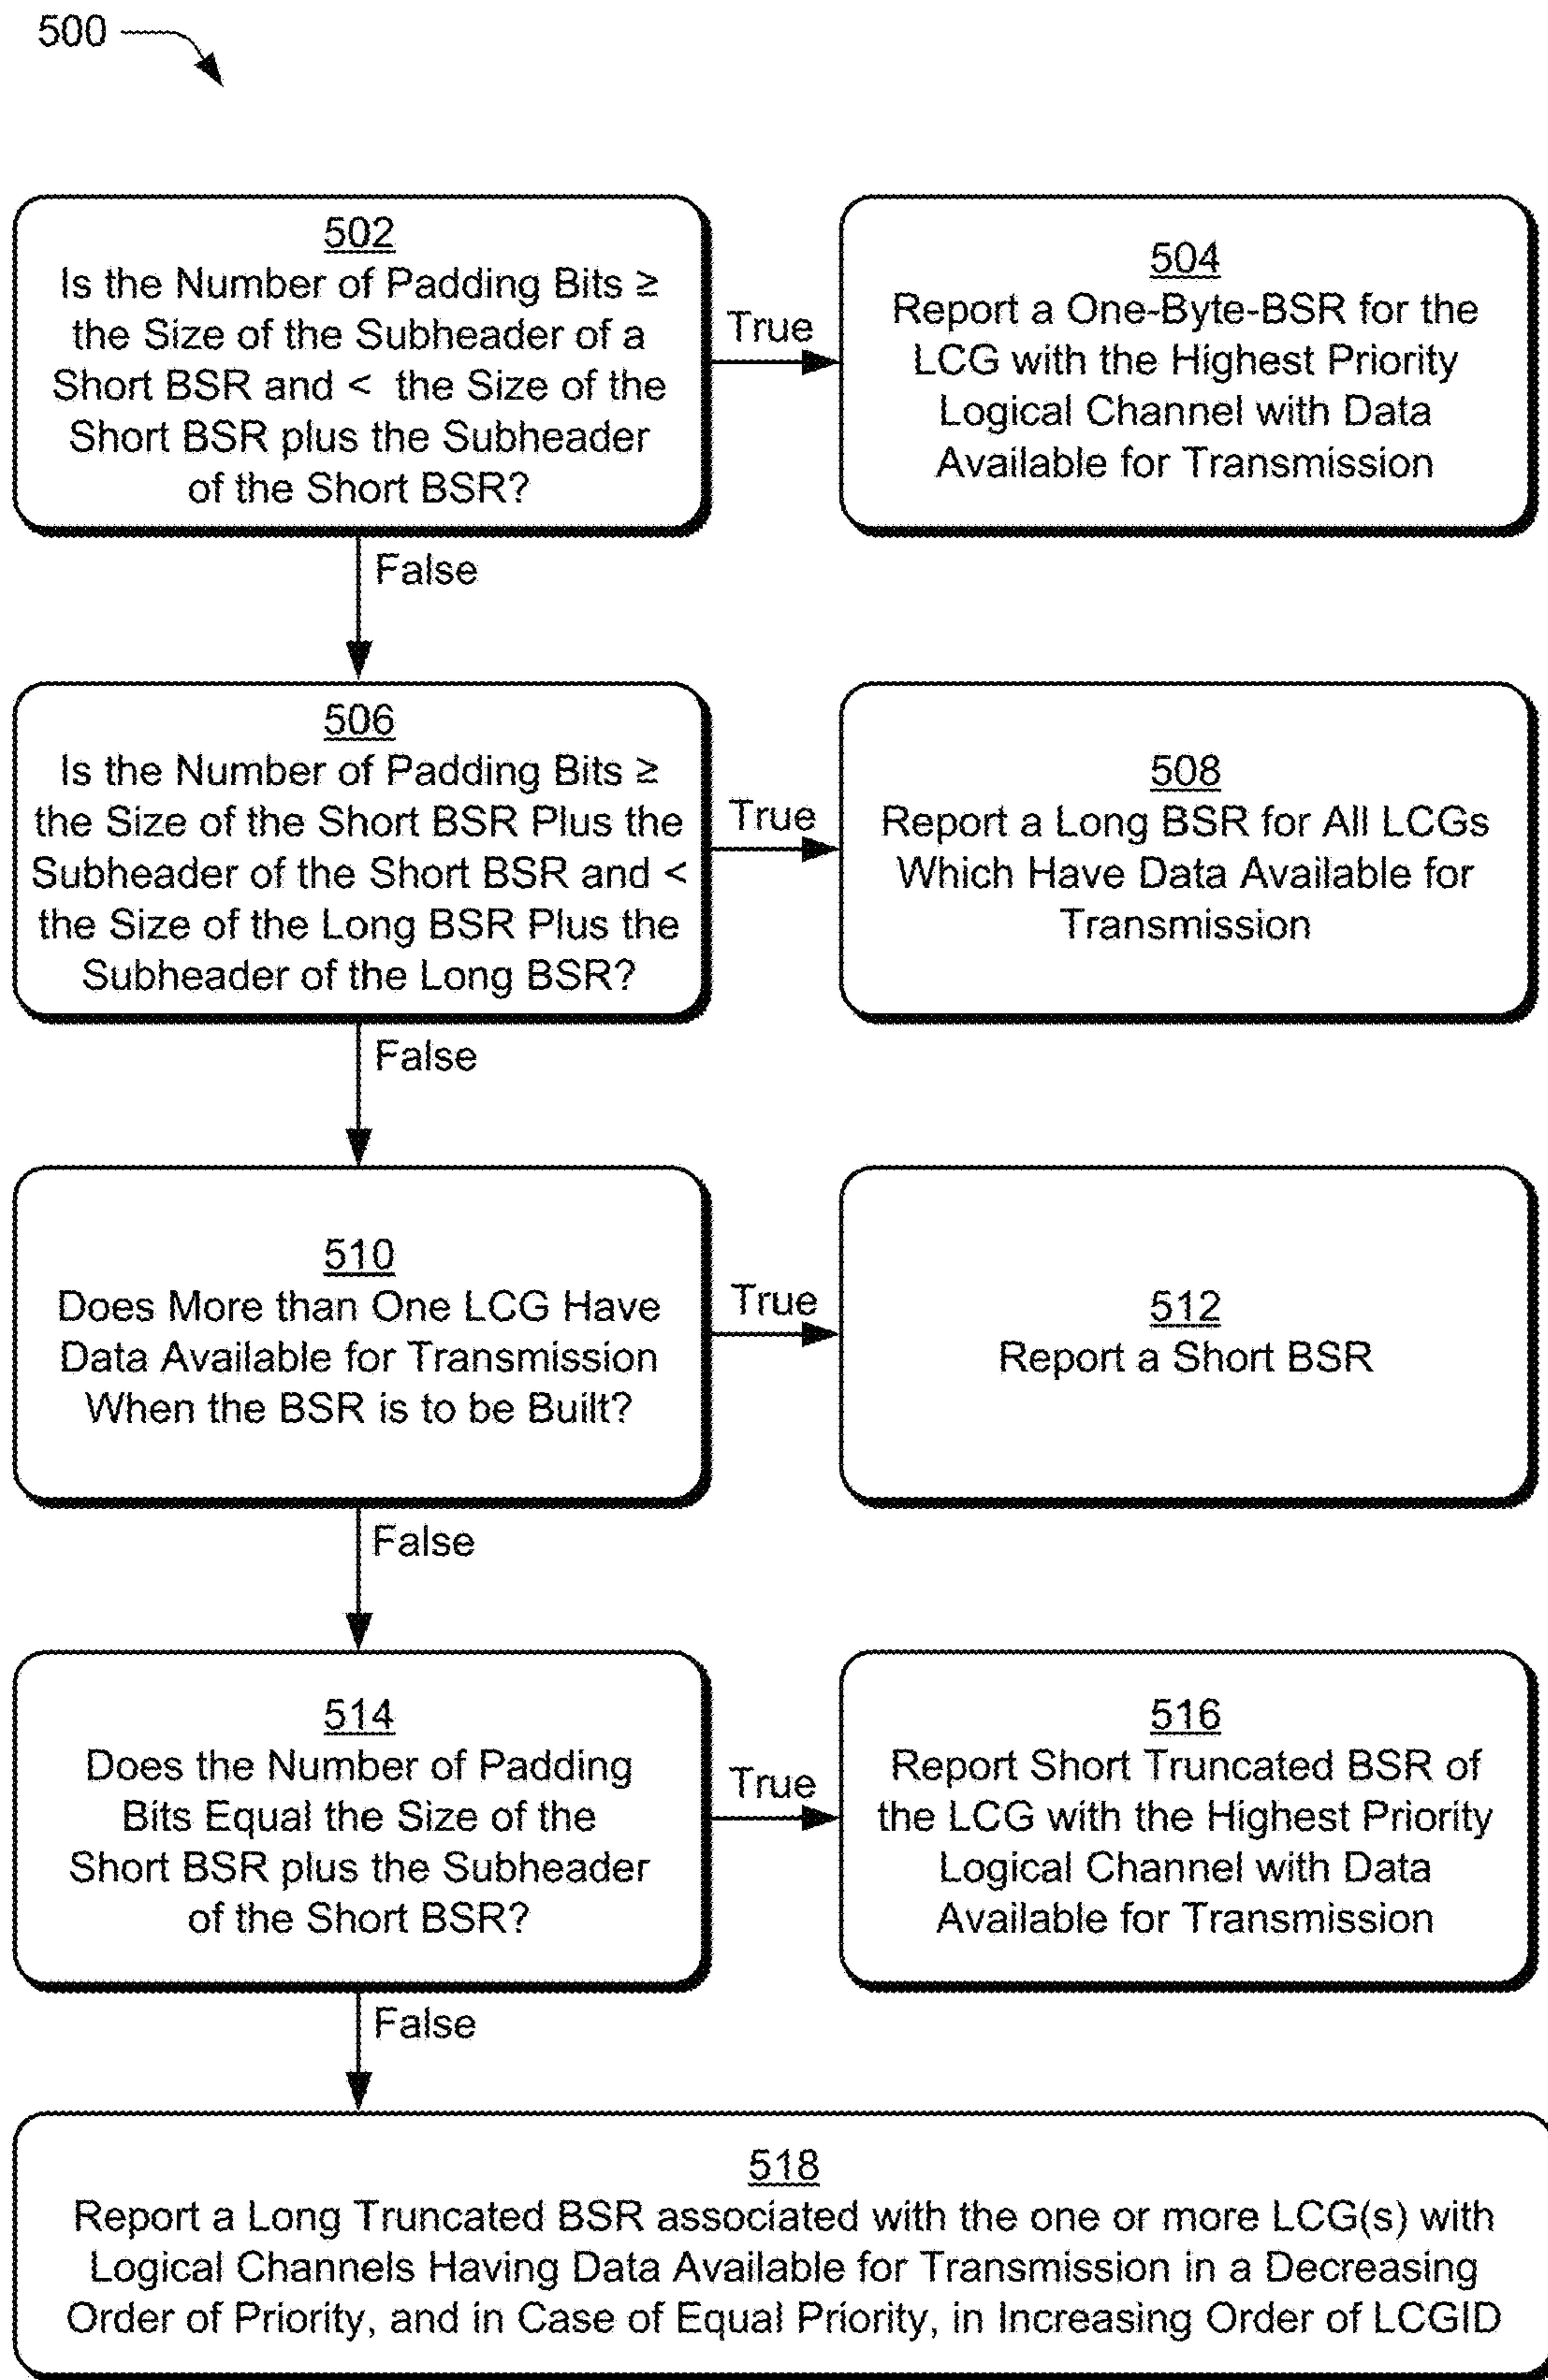 500
502
Is the Number of Padding Bits ≥
the Size of the Subheader of a
Short BSR and < the Size of the
Short BSR plus the Subheader
of the Short BSR?
True
504
Report a One-Byte-BSR for the
LCG with the Highest Priority
Logical Channel with Data
Available for Transmission
False
506
Is the Number of Padding Bits ≥
the Size of the Short BSR Plus the
Subheader of the Short BSR and <
the Size of the Long BSR Plus the
Subheader of the Long BSR?
True
508
Report a Long BSR for All LCGs
Which Have Data Available for
Transmission
False
510
Does More than One LCG Have
Data Available for Transmission
When the BSR is to be Built?
True
512
Report a Short BSR
False
514
Does the Number of Padding
Bits Equal the Size of the
Short BSR plus the Subheader
of the Short BSR?
True
516
Report Short Truncated BSR of
the LCG with the Highest Priority
Logical Channel with Data
Available for Transmission
False
518
Report a Long Truncated BSR associated with the one or more LCG(s) with
Logical Channels Having Data Available for Transmission in a Decreasing
Order of Priority, and in Case of Equal Priority, in Increasing Order of LCGID